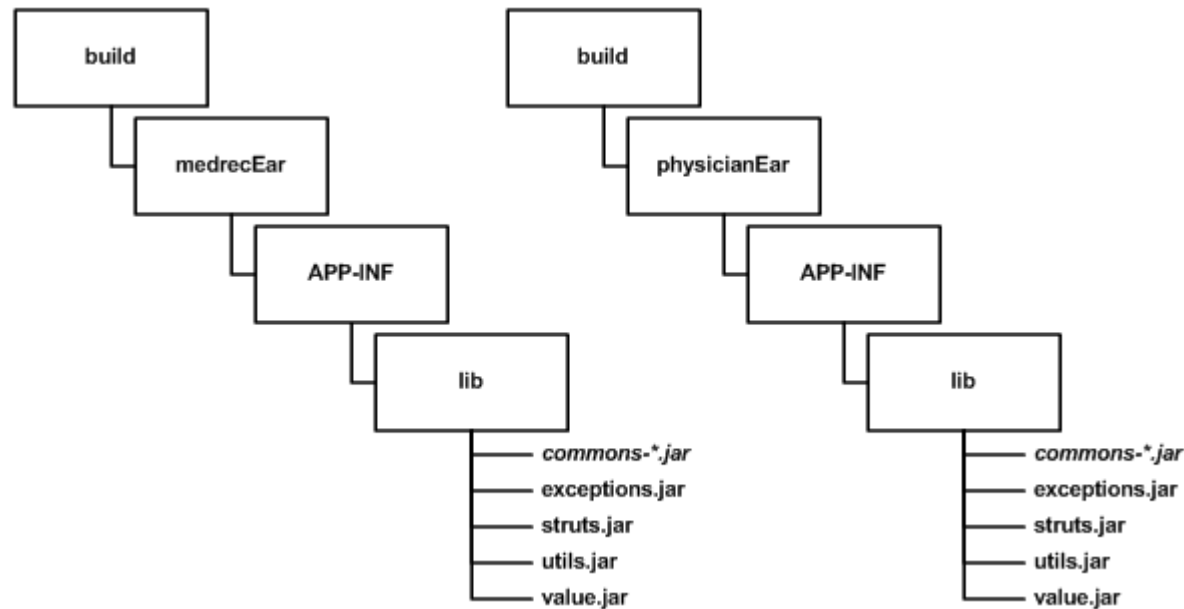 build
medrecEar
APP-INF
lib
commons-*.jar
exceptions.jar
struts.jar
utils.jar
value.jar
build
physicianEar
APP-INF
lib
commons-*.jar
exceptions.jar
struts.jar
utils.jar
value.jar